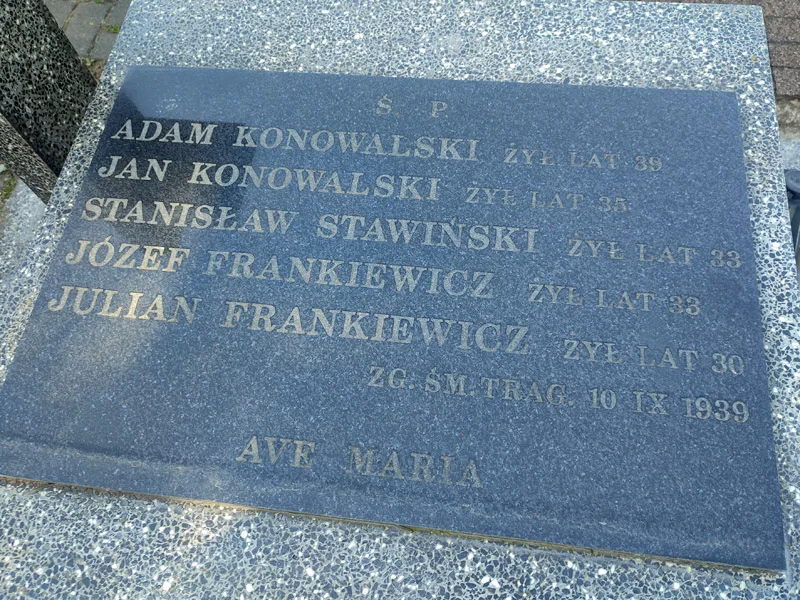 Ś. P.
ADAM KONOWALSKI ŻYŁ LAT 39
JAN KONOWALSKI ŻYŁ LAT 35
STANISŁAW STAWIŃSKI ŻYŁ LAT 33
JÓZEF FRANKIEWICZ ŻYŁ LAT 33
JULIAN FRANKIEWICZ ŻYŁ LAT 30
ZG. ŚM. TRAG. 10 IX 1939
AVE MARIA